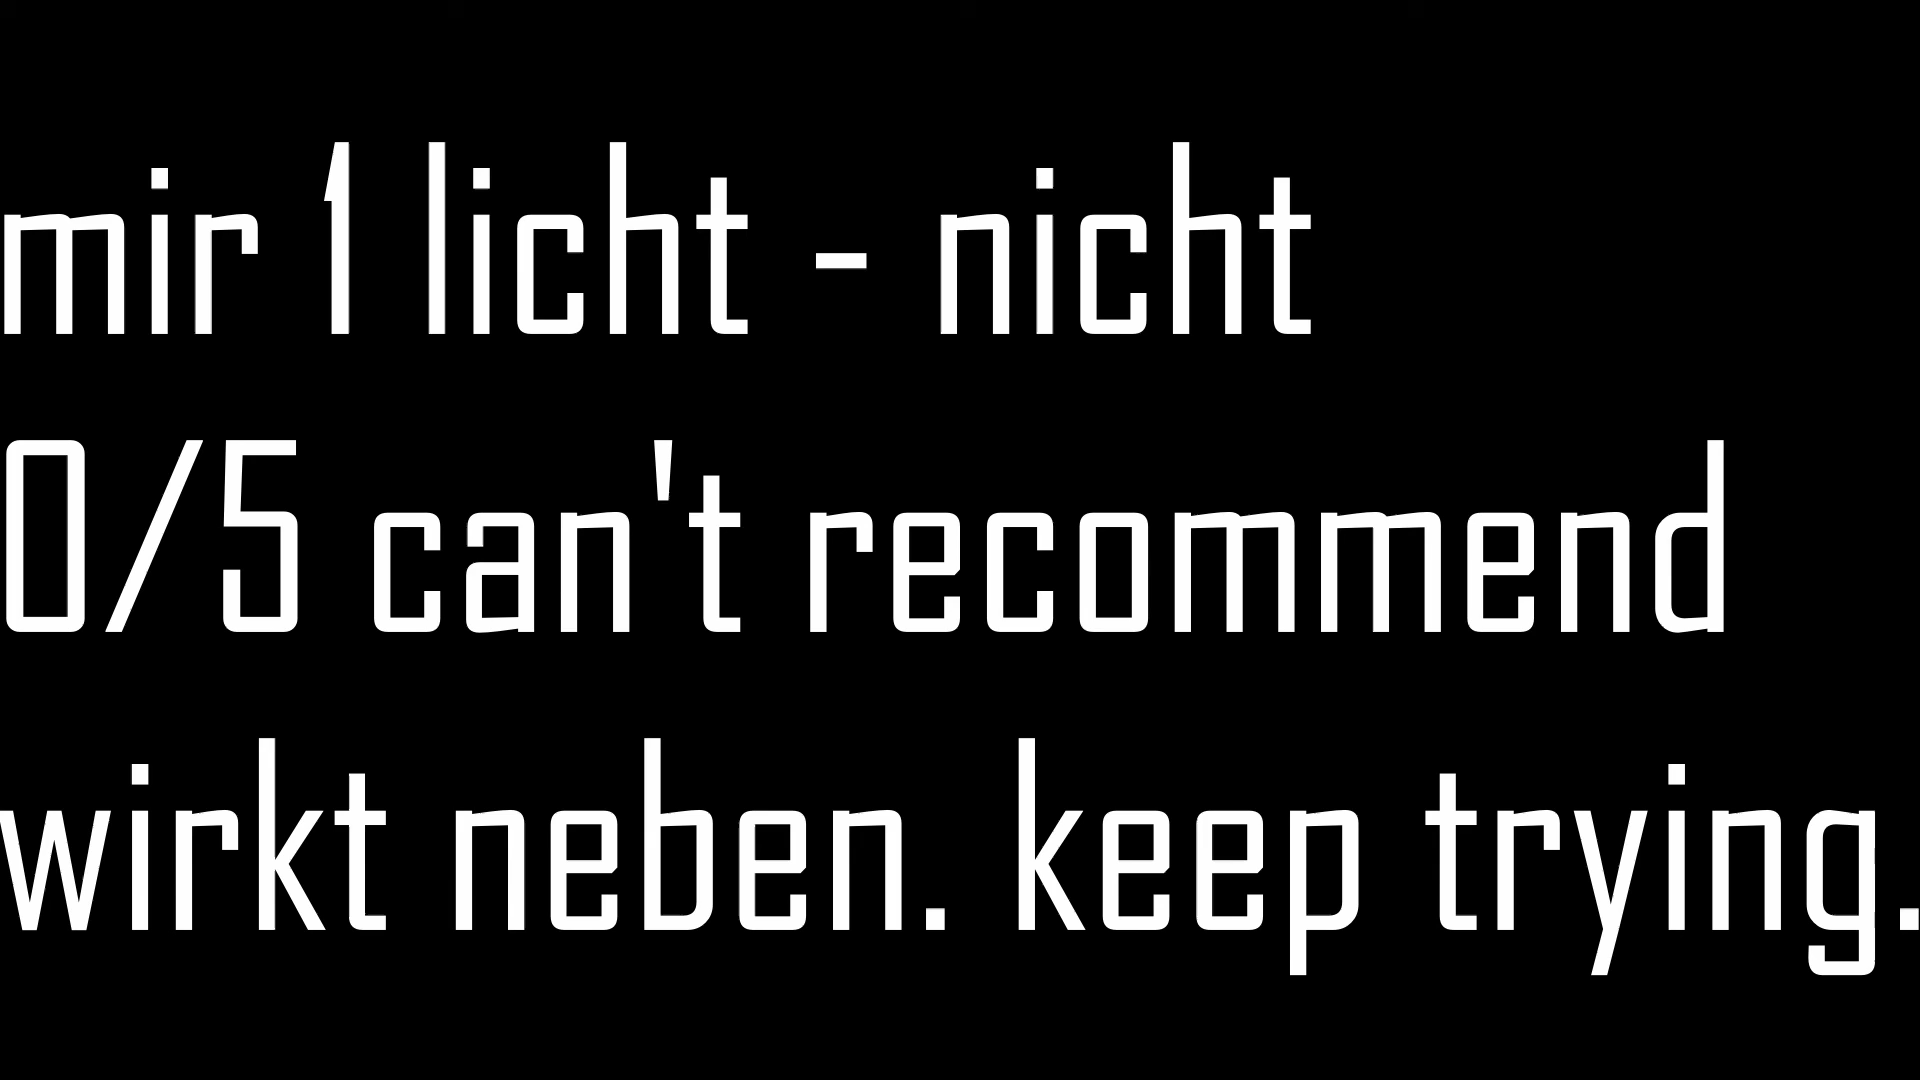 mir 1 licht - nicht
0/5 can't recommend
wirkt neben. keep trying.